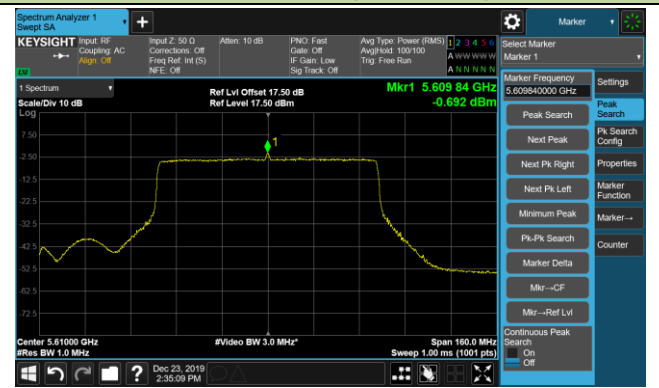 Spectrum Analyzer 1
Swept SA
+
Marker
KEYSIGHT
Input: RF
Coupling: AC
Align: Off
Input Z: 50 Ω
Corrections: Off
Freq Ref: Int (S)
NFE: Off
Atten: 10 dB
PNO: Fast
Gate: Off
IF Gain: Low
Sig Track: Off
Avg Type: Power (RMS)
Avg|Hold: 100/100
Trig: Free Run
1 2 3 4 5 6
A W W W W W
A N N N N N
Select Marker
Marker 1
LXI
1 Spectrum
Scale/Div 10 dB
Log
Ref Lvl Offset 17.50 dB
Ref Level 17.50 dBm
Mkr1 5.609 84 GHz
-0.692 dBm
7.50
-2.50
-12.5
-22.5
-32.5
-42.5
-52.5
-62.5
-72.5
1
Center 5.61000 GHz
#Res BW 1.0 MHz
#Video BW 3.0 MHz*
Span 160.0 MHz
Sweep 1.00 ms (1001 pts)
Marker Frequency
5.609840000 GHz
Peak Search
Next Peak
Next Pk Right
Next Pk Left
Minimum Peak
Pk-Pk Search
Marker Delta
Mkr→CF
Mkr→Ref Lvl
Continuous Peak
Search
On
Off
Settings
Peak
Search
Pk Search
Config
Properties
Marker
Function
Marker→
Counter
?
Dec 23, 2019
2:35:09 PM